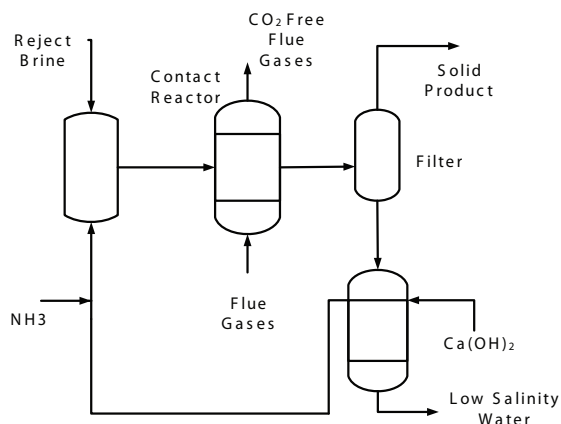 CO₂ Free
Flue
Gases
Reject
Brine
Contact
Reactor
Solid
Product
Filter
NH3
Flue
Gases
Ca(OH)₂
Low Salinity
Water